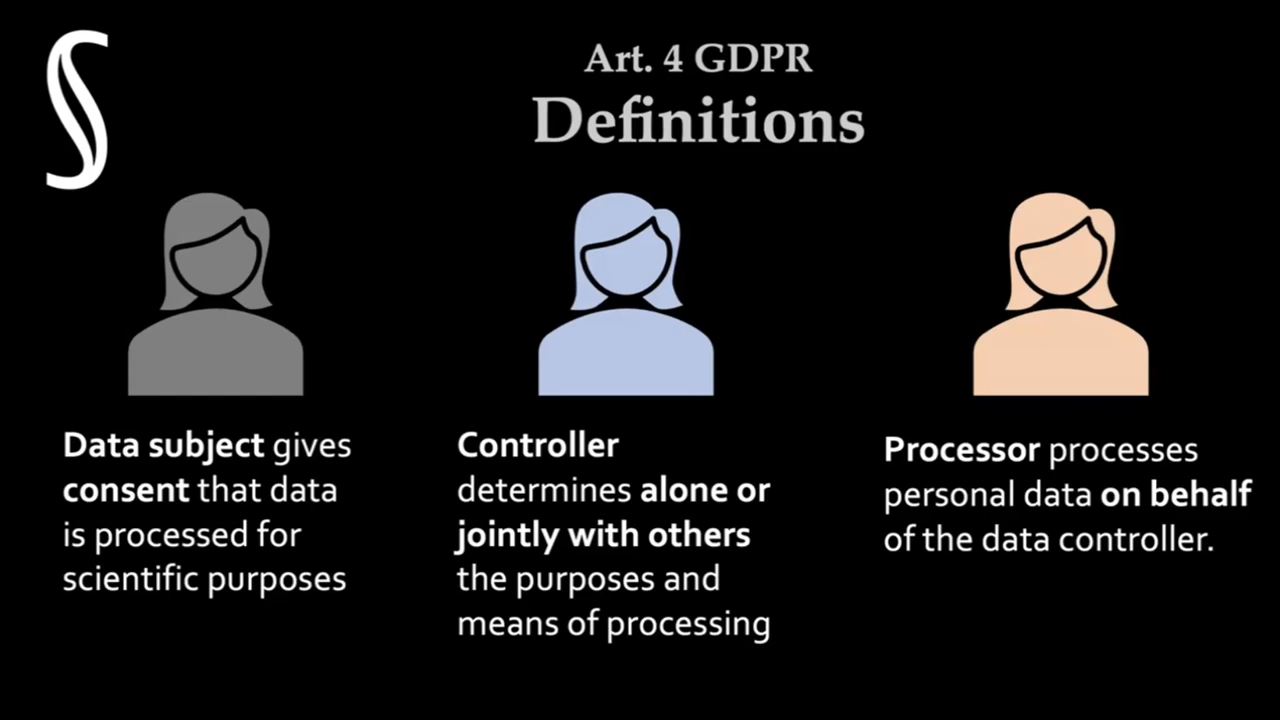 §
Art. 4 GDPR
Definitions
Data subject gives
consent that data
is processed for
scientific purposes
Controller
determines alone or
jointly with others
the purposes and
means of processing
Processor processes
personal data on behalf
of the data controller.